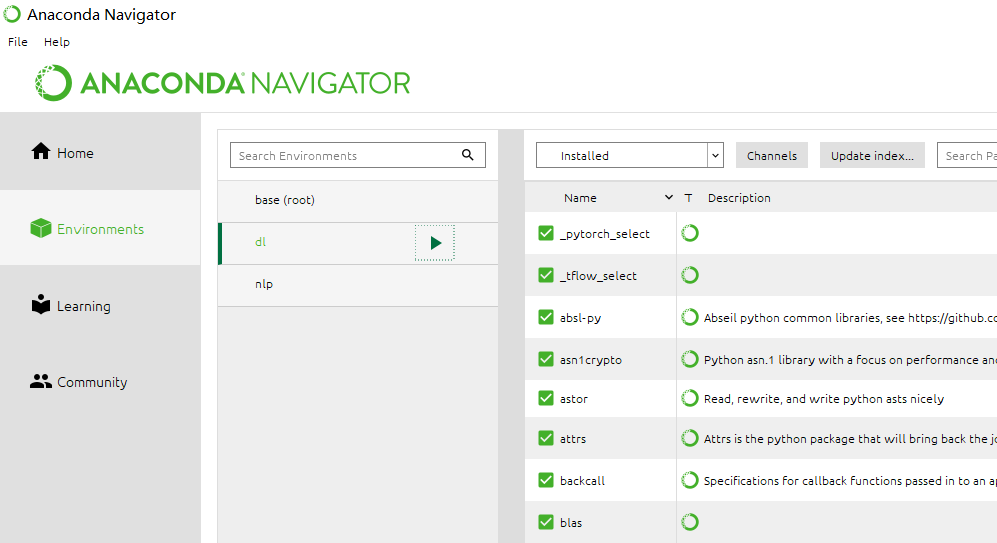 Anaconda Navigator
File Help
ANACONDA NAVIGATOR
Home
Environments
Learning
Community
Search Environments
base (root)
dl
nlp
Installed Channels Update index... Search Pa
Name T Description
_pytorch_select
_tflow_select
absl-py Abseil python common libraries, see https://github.co
asn1crypto Python asn.1 library with a focus on performance and
astor Read, rewrite, and write python asts nicely
attrs Attrs is the python package that will bring back the jo
backcall Specifications for callback functions passed in to an ap
blas